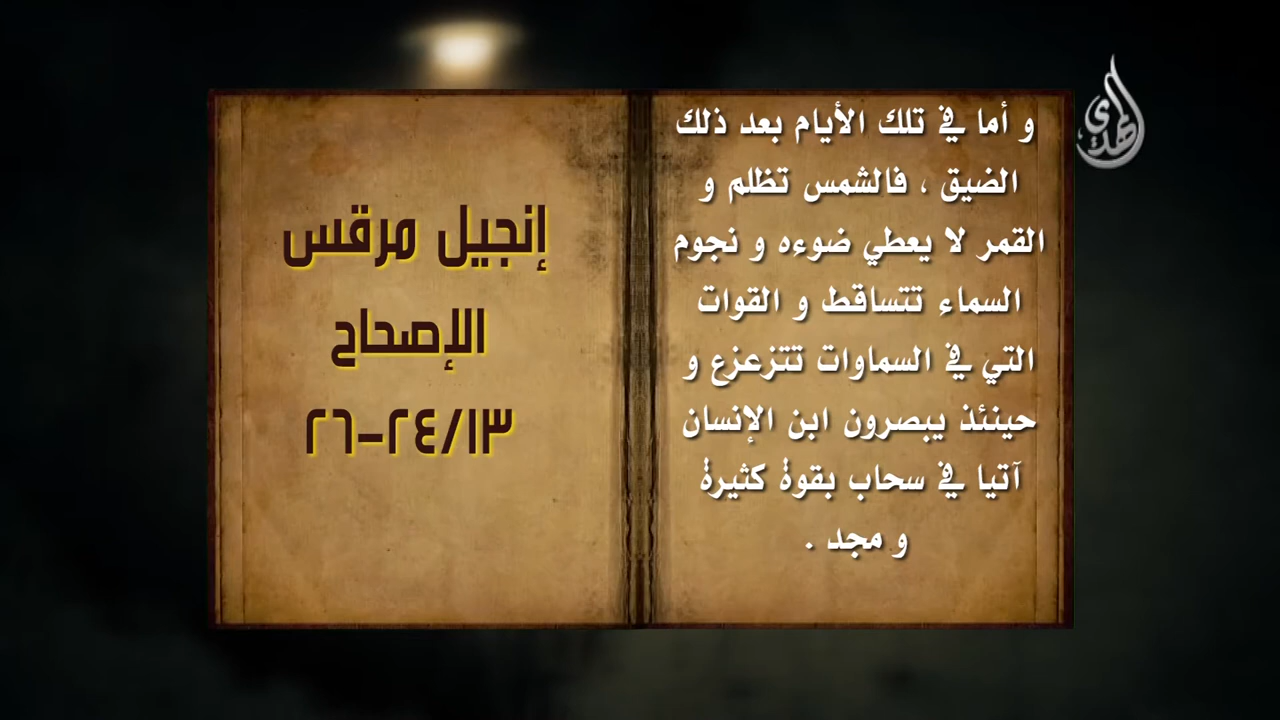 إنجيل مرقس
الإصحاح
١٣/٢٤-٢٦
و أما في تلك الأيام بعد ذلك
الضيق ، فالشمس تظلم و
القمر لا يعطي ضوءه و نجوم
السماء تتساقط و القوات
التي في السماوات تتزعزع و
حينئذ يبصرون ابن الإنسان
آتيا في سحاب بقوة كثيرة
و مجد .
المهدي